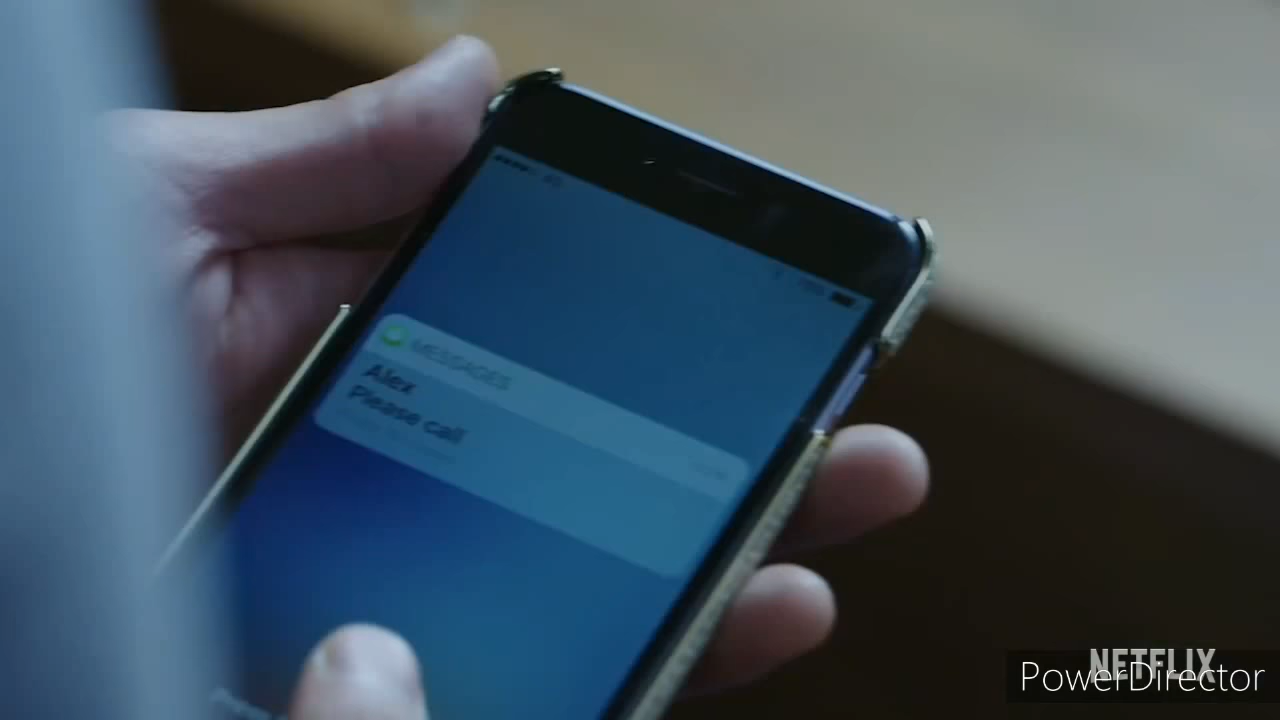 MESSAGES
Alex
Please call
NETFLIX
PowerDirector